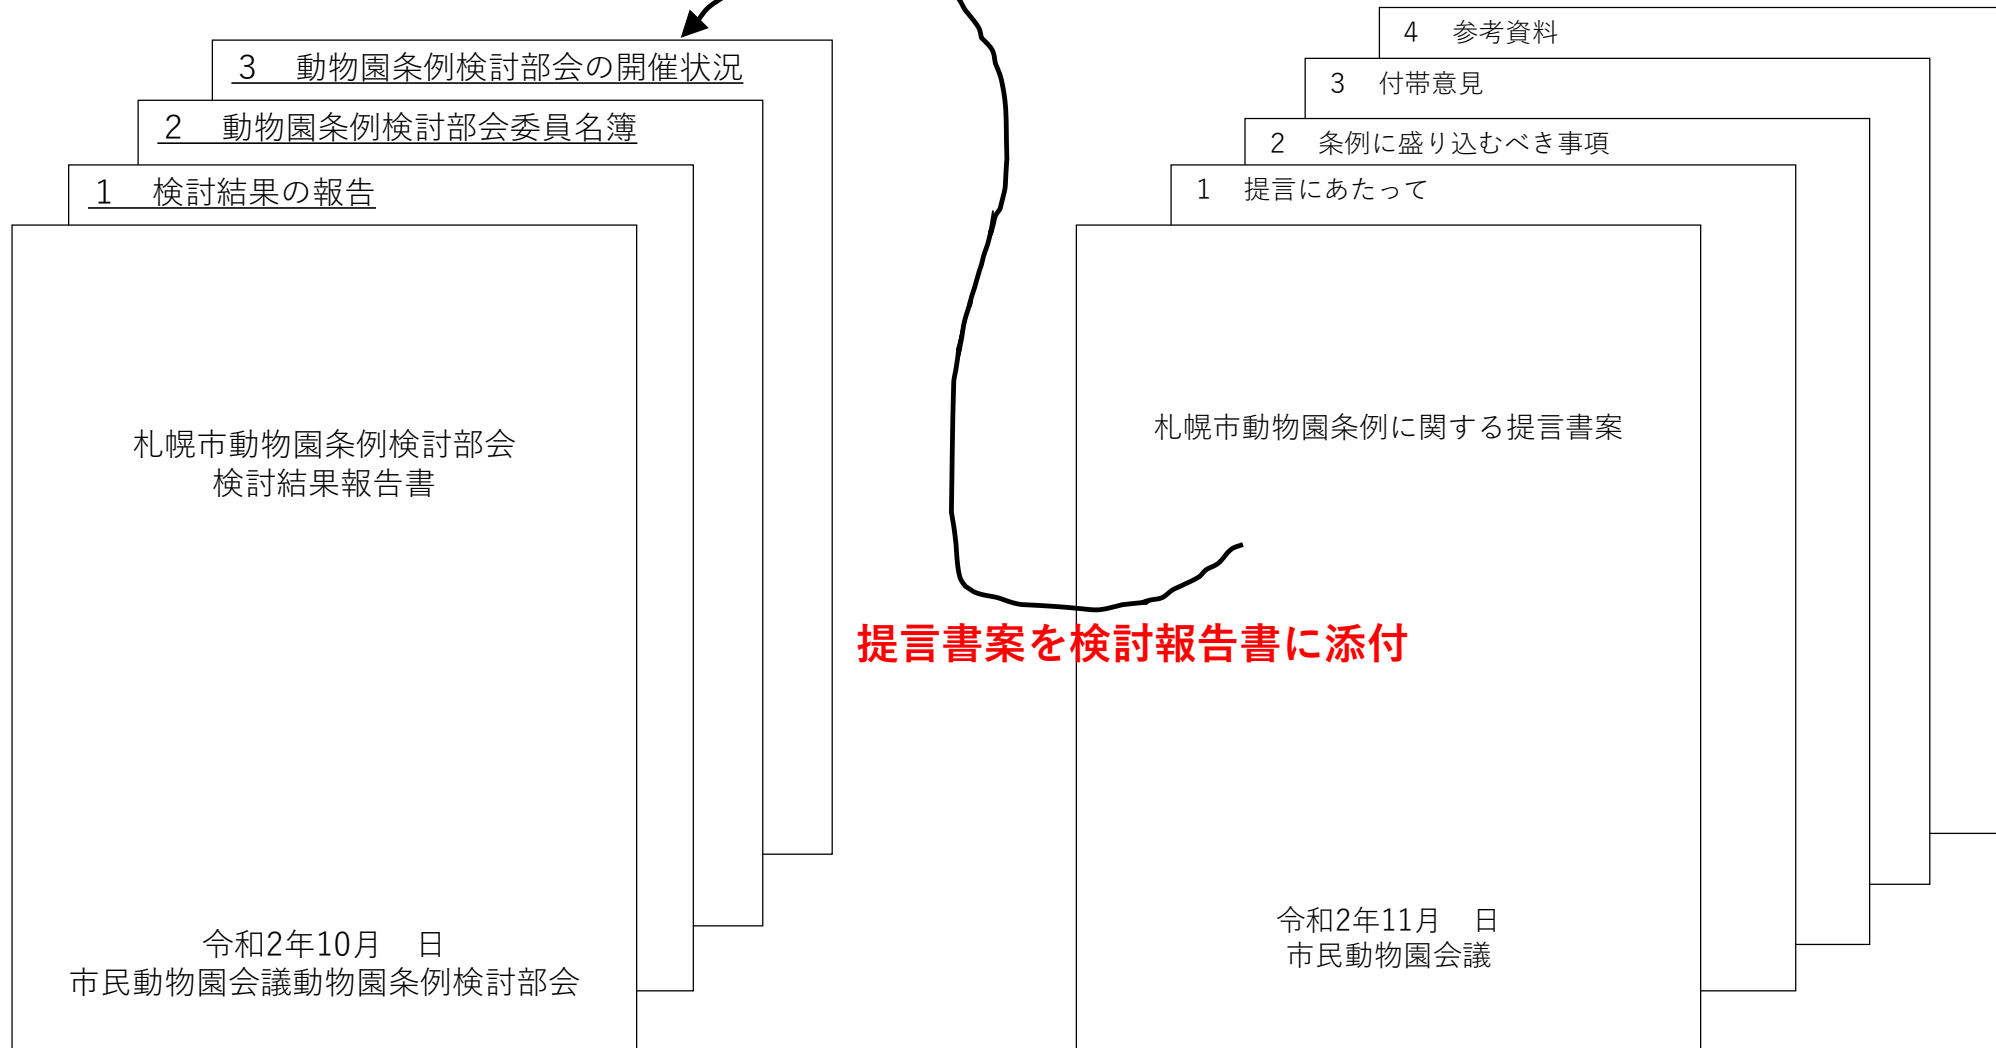 3　動物園条例検討部会の開催状況
2　動物園条例検討部会委員名簿
1　検討結果の報告
札幌市動物園条例検討部会
検討結果報告書
令和2年10月　日
市民動物園会議動物園条例検討部会
4　参考資料
3　付帯意見
2　条例に盛り込むべき事項
1　提言にあたって
札幌市動物園条例に関する提言書案
提言書案を検討報告書に添付
令和2年11月　日
市民動物園会議